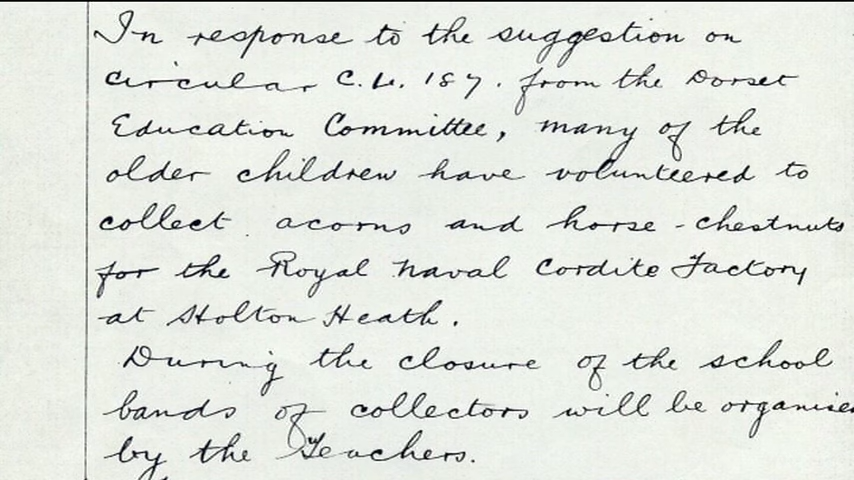 In response to the suggestion on
circular C.L. 187. from the Dorset
Education Committee, many of the
older children have volunteered to
collect acorns and horse-chestnuts
for the Royal Naval Cordite Factory
at Holton Heath.
During the closure of the school
bands of collectors will be organise
by the Teachers.